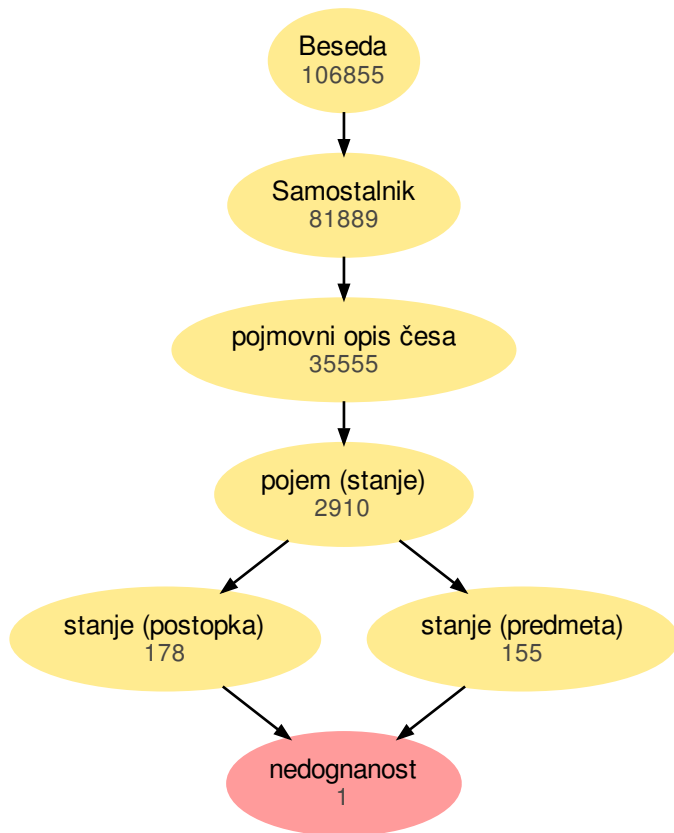 Beseda
106855
Samostalnik
81889
pojmovni opis česa
35555
pojem (stanje)
2910
stanje (postopka)
178
stanje (predmeta)
155
nedognanost
1